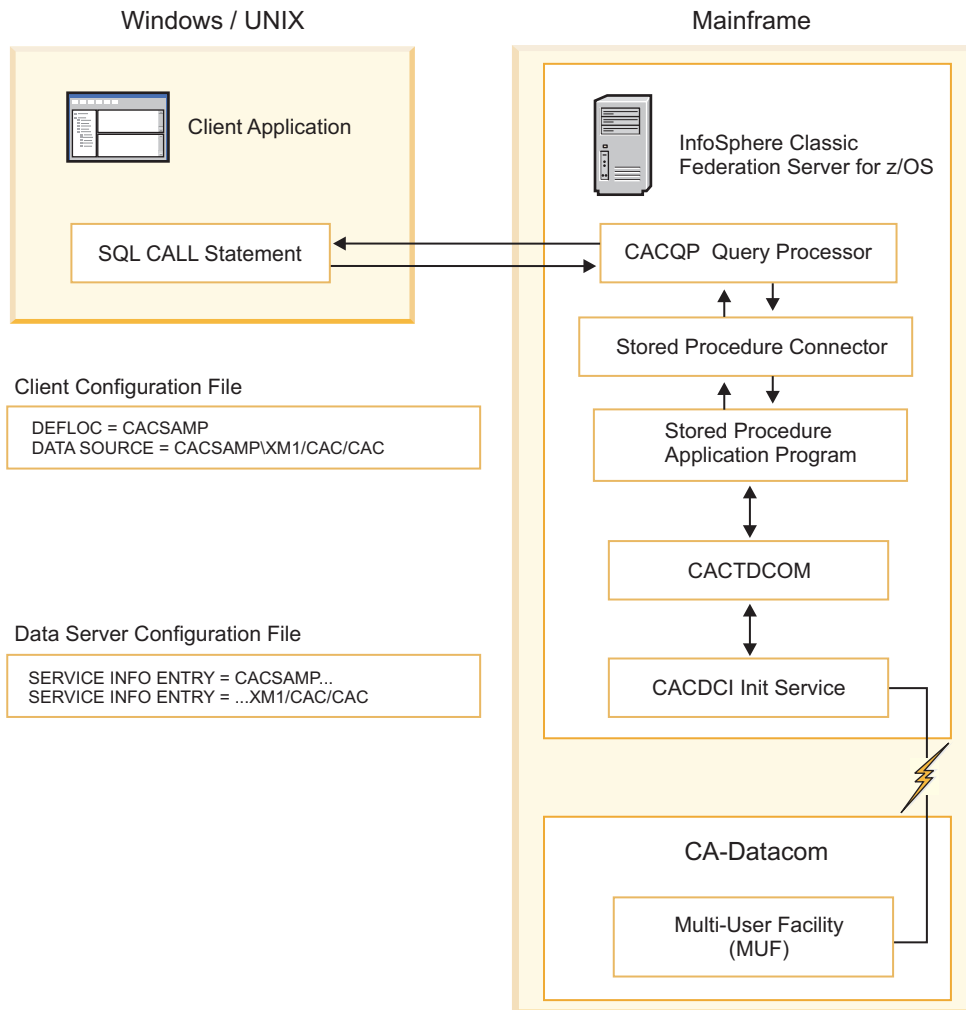 Windows / UNIX
Client Application
SQL CALL Statement
Client Configuration File
DEFLOC = CACSAMP
DATA SOURCE = CACSAMP\XM1/CAC/CAC
Data Server Configuration File
SERVICE INFO ENTRY = CACSAMP...
SERVICE INFO ENTRY = ...XM1/CAC/CAC
Mainframe
InfoSphere Classic
Federation Server for z/OS
CACQP Query Processor
Stored Procedure Connector
Stored Procedure
Application Program
CACTDCOM
CACDCI Init Service
CA-Datacom
Multi-User Facility
(MUF)